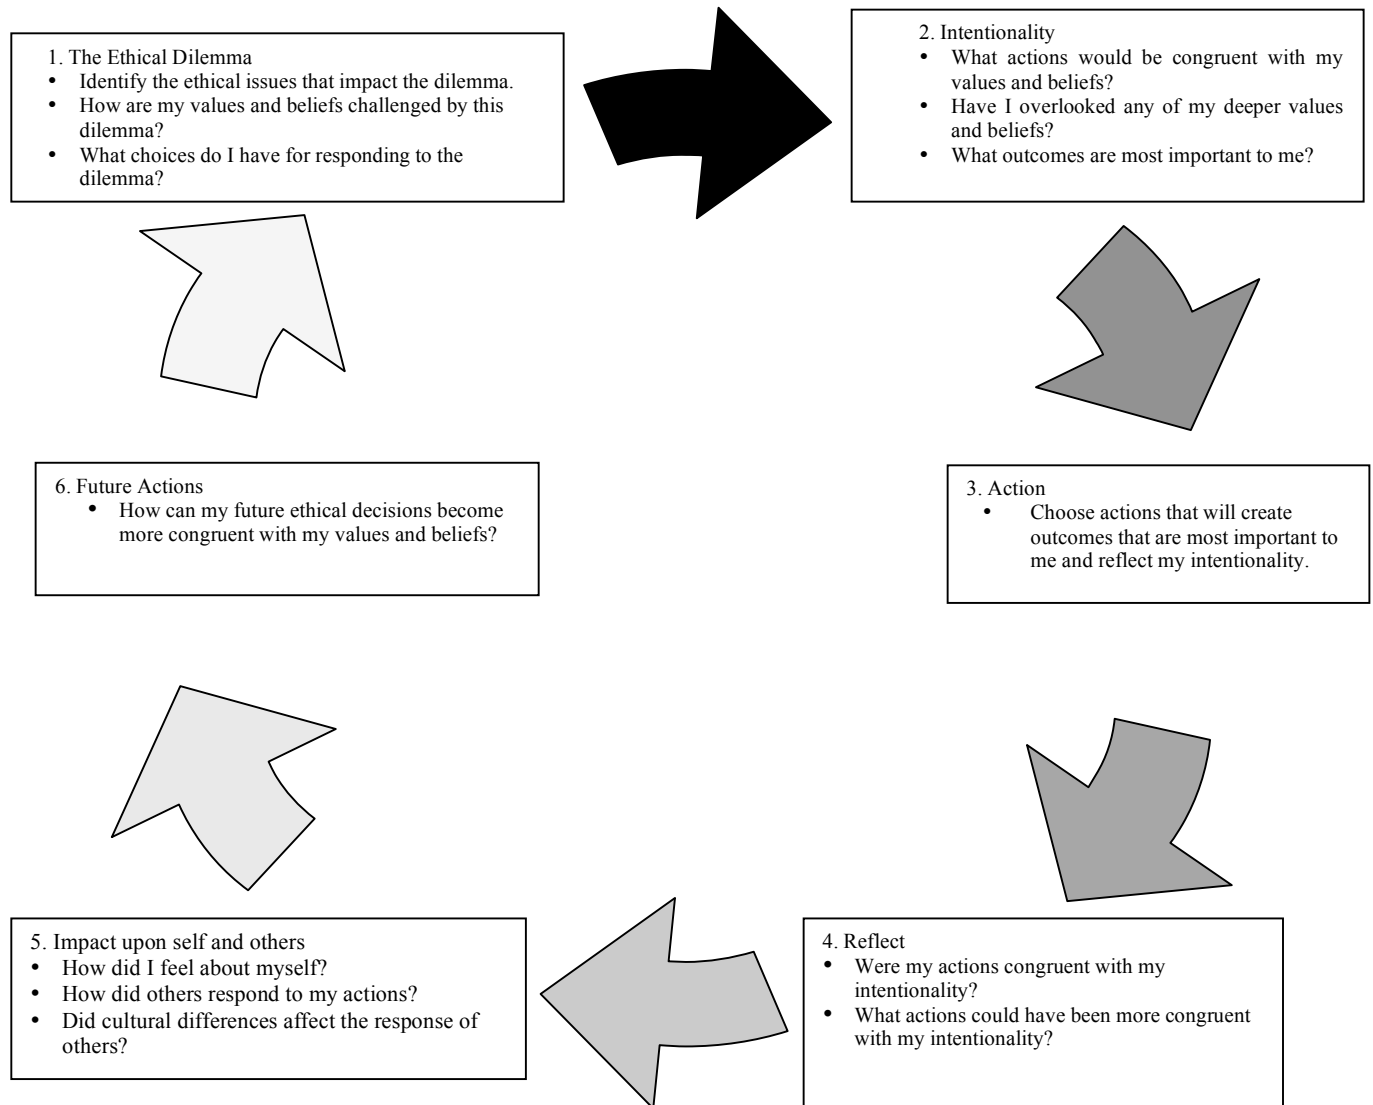 1. The Ethical Dilemma
• Identify the ethical issues that impact the dilemma.
• How are my values and beliefs challenged by this
dilemma?
• What choices do I have for responding to the
dilemma?
2. Intentionality
• What actions would be congruent with my
values and beliefs?
• Have I overlooked any of my deeper values
and beliefs?
• What outcomes are most important to me?
3. Action
• Choose actions that will create
outcomes that are most important to
me and reflect my intentionality.
4. Reflect
• Were my actions congruent with my
intentionality?
• What actions could have been more congruent
with my intentionality?
5. Impact upon self and others
• How did I feel about myself?
• How did others respond to my actions?
• Did cultural differences affect the response of
others?
6. Future Actions
• How can my future ethical decisions become
more congruent with my values and beliefs?